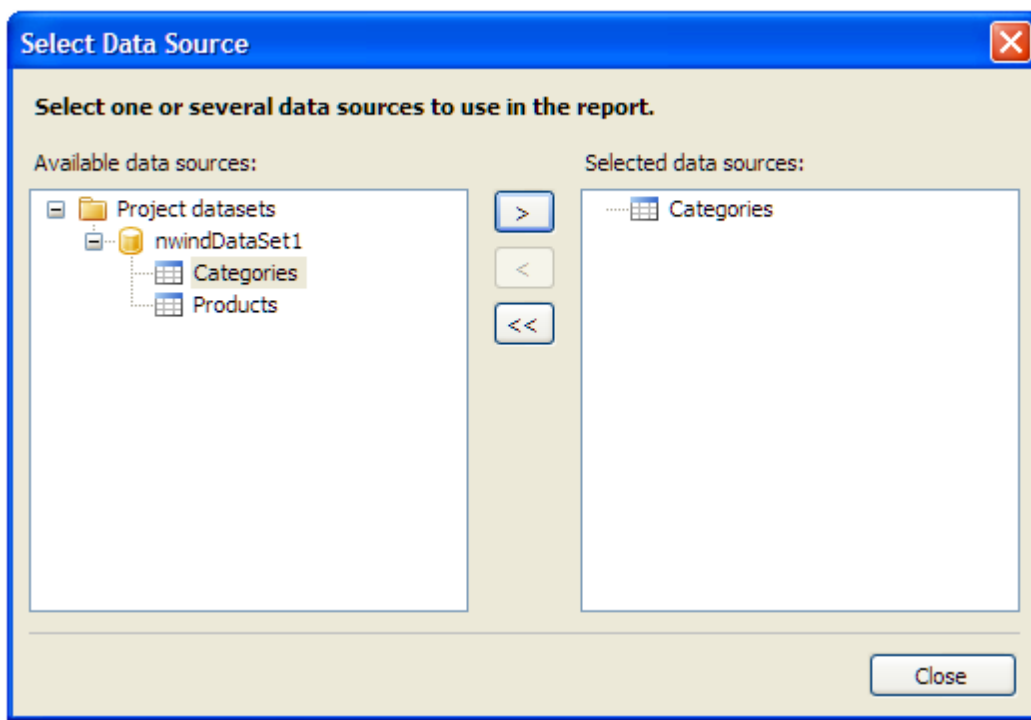 Select Data Source
Select one or several data sources to use in the report.
Available data sources:
Project datasets
nwindDataSet1
Categories
Products
>
<
<<
Selected data sources:
Categories
Close